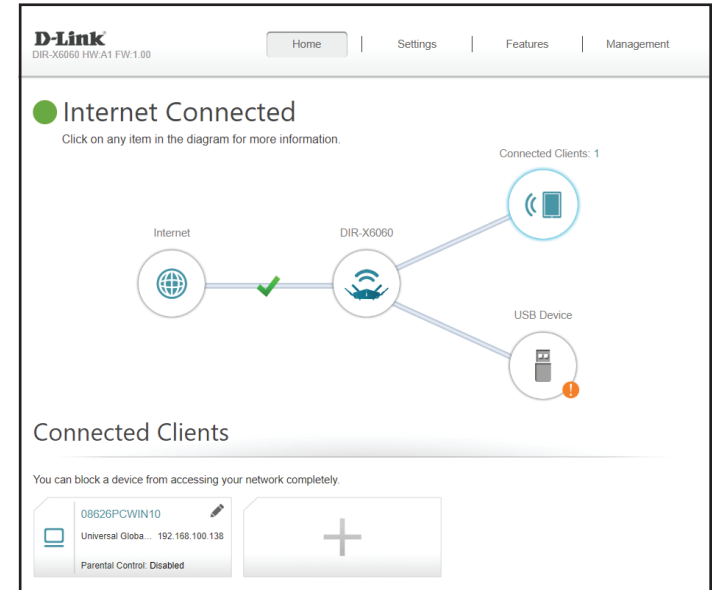 D-Link
DIR-X6060 HW:A1 FW:1.00
Home
Settings
Features
Management
Internet Connected
Click on any item in the diagram for more information.
Connected Clients: 1
Internet
DIR-X6060
USB Device
Connected Clients
You can block a device from accessing your network completely.
08626PCWIN10
Universal Globa... 192.168.100.138
Parental Control: Disabled